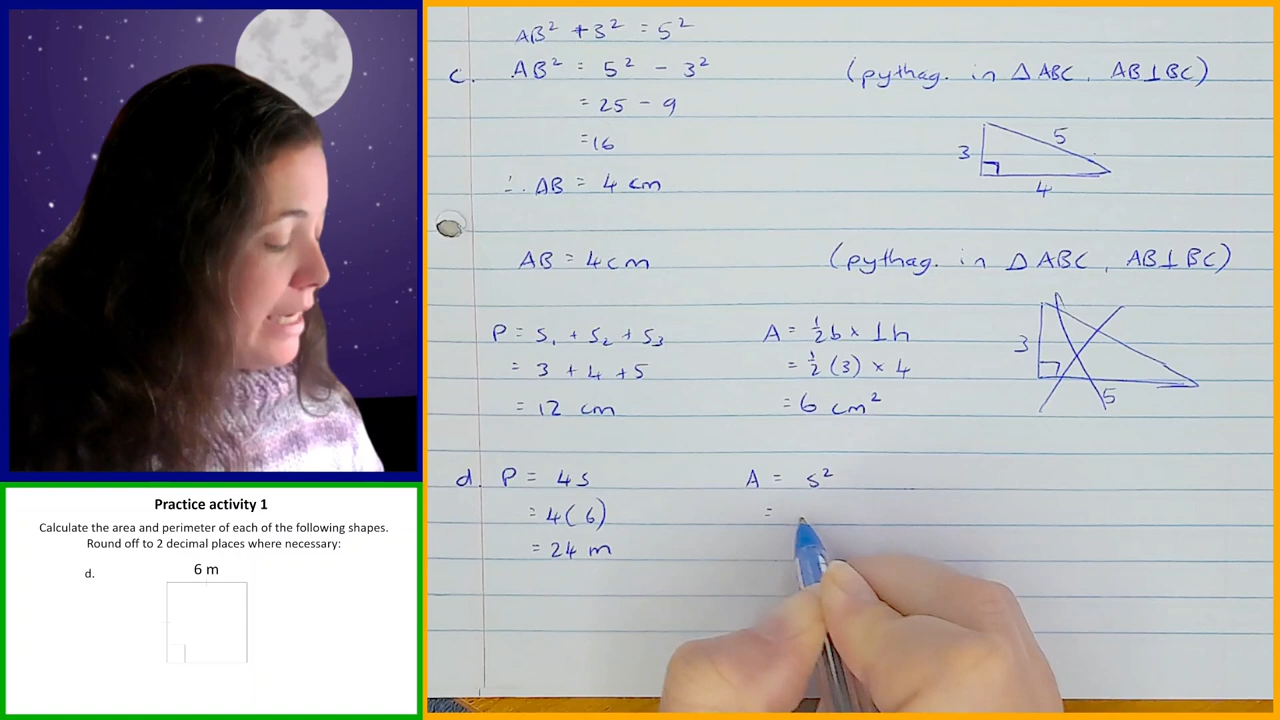 AB² + 3² = 5²
c. AB² = 5² - 3² (pythag. in △ABC, AB⊥BC)
= 25 - 9
= 16
3 5 4
∴ AB = 4 cm
AB = 4cm (pythag. in △ABC, AB⊥BC)
P = S₁ + S₂ + S₃ A = ½b × ⊥h
3
= 3 + 4 + 5 = ½(3) × 4
= 12 cm = 6 cm² 5
d. P = 4s A = s²
= 4(6) =
= 24 m
Practice activity 1
Calculate the area and perimeter of each of the following shapes.
Round off to 2 decimal places where necessary:
d. 6 m